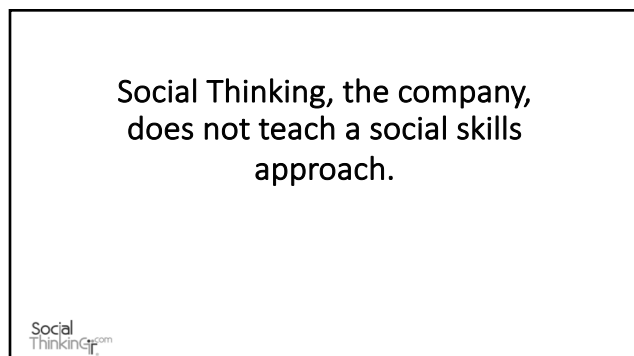 Social Thinking, the company,
does not teach a social skills
approach.
Social
Thinking.com